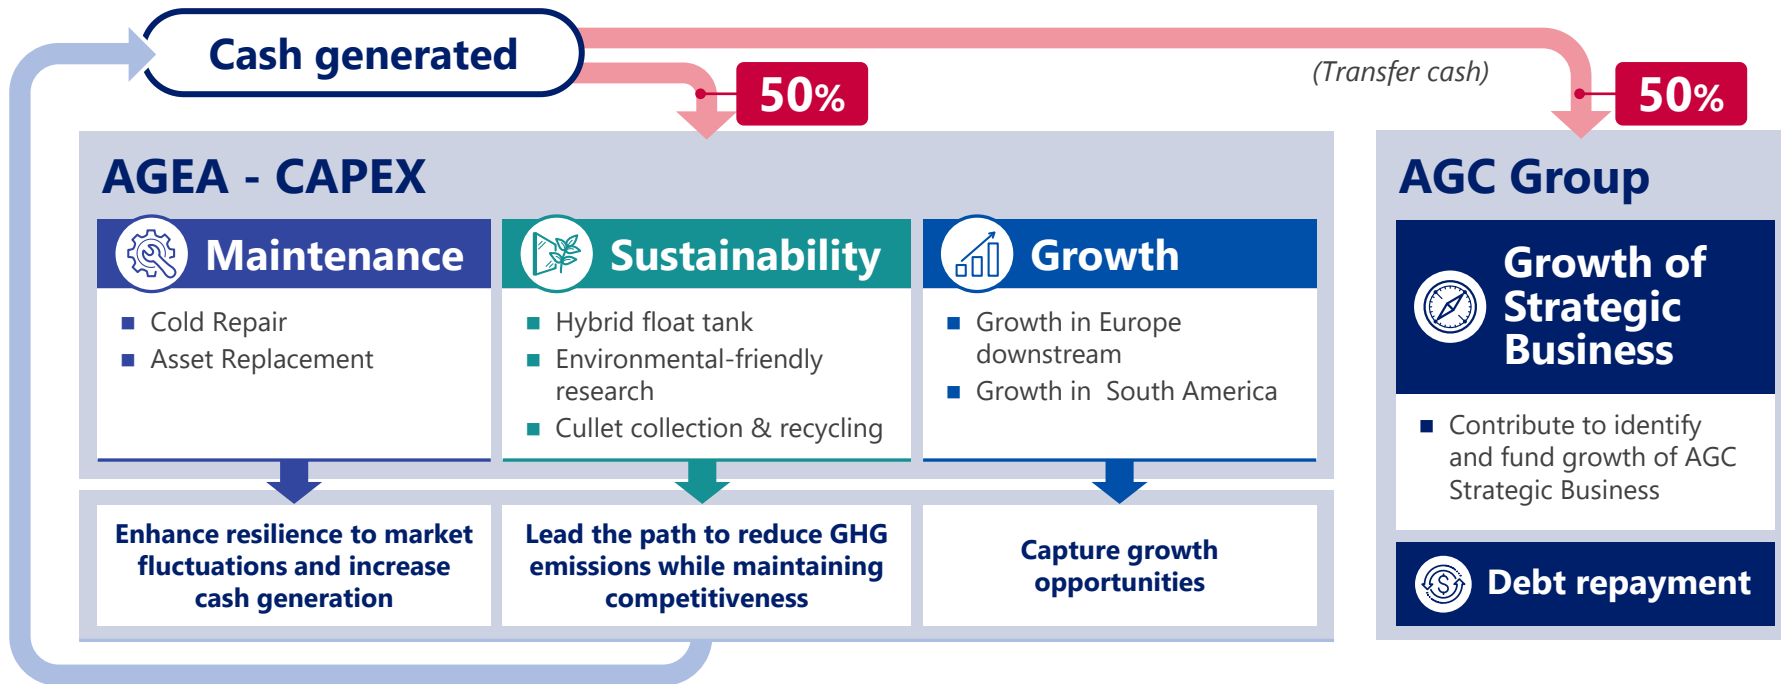 Cash generated
(Transfer cash)
50%
50%
AGEA - CAPEX
Maintenance
Cold Repair
Asset Replacement
Sustainability
Hybrid float tank
Environmental-friendly
research
Cullet collection & recycling
Growth
Growth in Europe
downstream
Growth in  South America
Enhance resilience to market
fluctuations and increase
cash generation
Lead the path to reduce GHG
emissions while maintaining
competitiveness
Capture growth
opportunities
AGC Group
Growth of
Strategic
Business
Contribute to identify
and fund growth of AGC
Strategic Business
Debt repayment